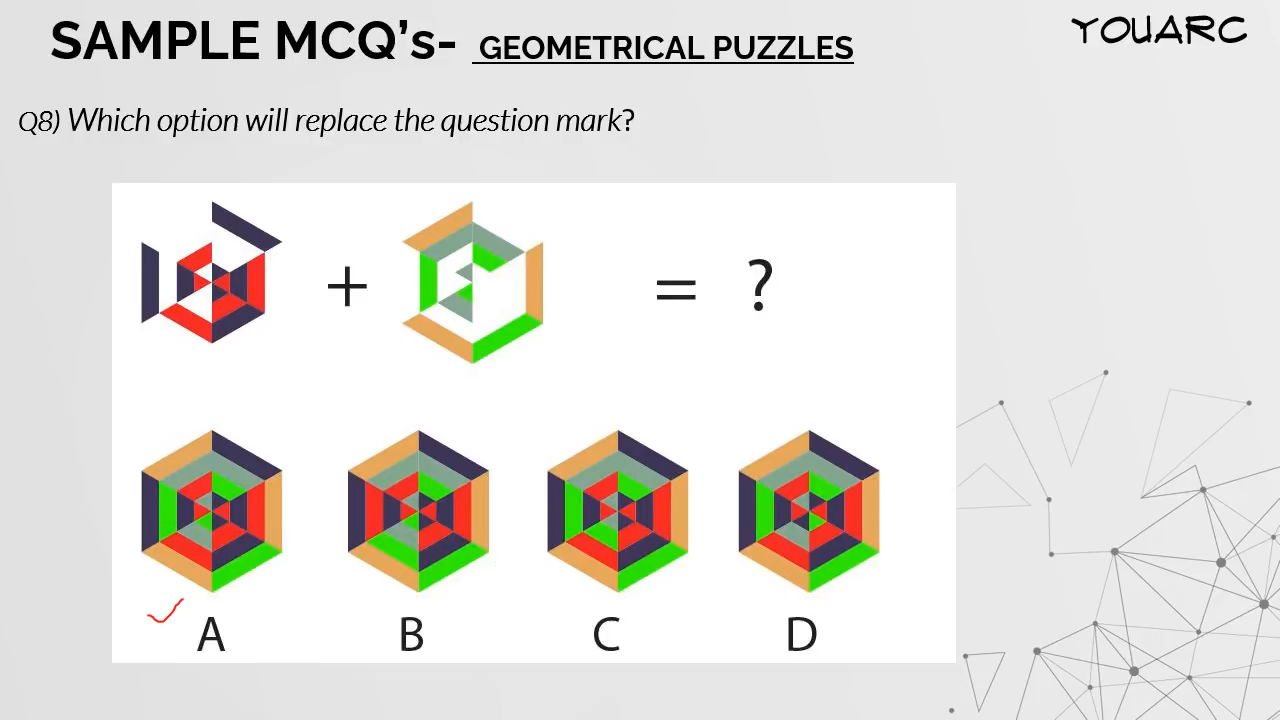 SAMPLE MCQ’s- GEOMETRICAL PUZZLES
YOUARC
Q8) Which option will replace the question mark?
+ = ?
A B C D